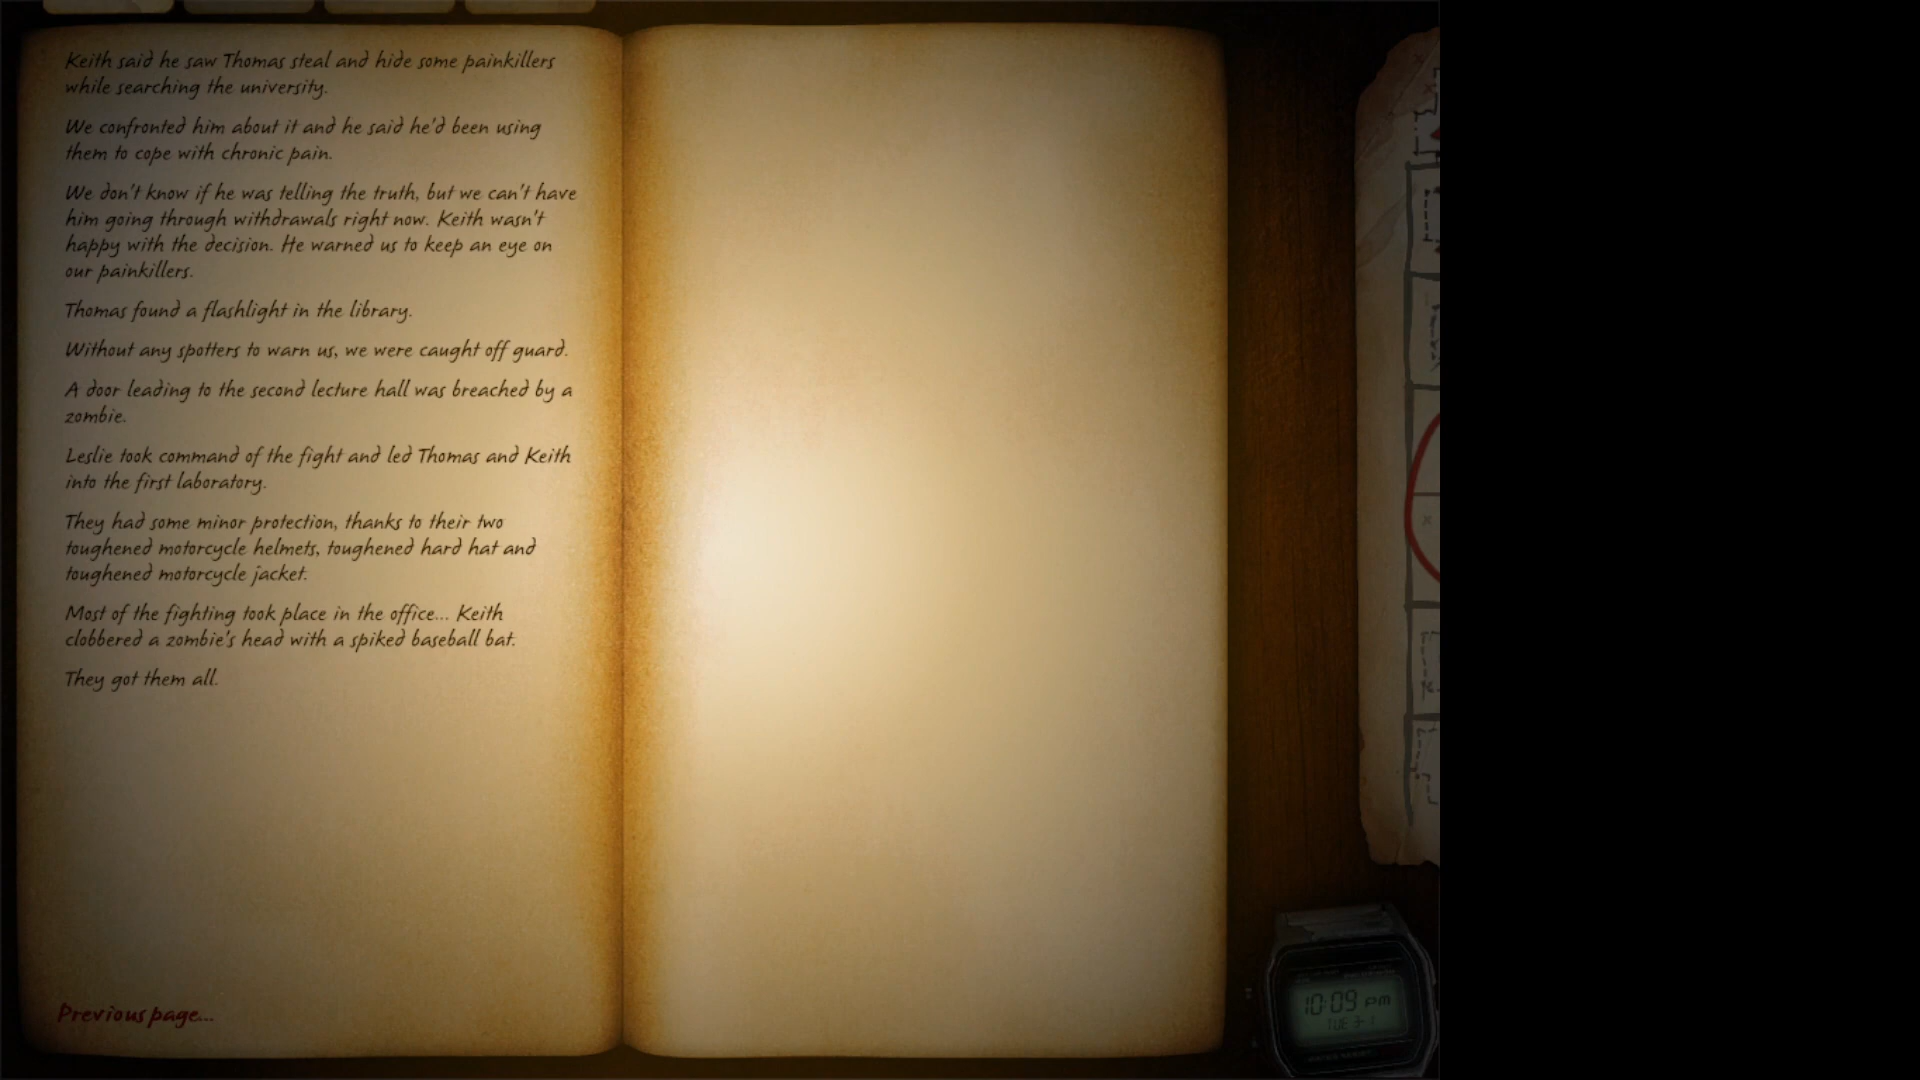 Keith said he saw Thomas steal and hide some painkillers
while searching the university.
We confronted him about it and he said he'd been using
them to cope with chronic pain.
We don't know if he was telling the truth, but we can't have
him going through withdrawals right now. Keith wasn't
happy with the decision. He warned us to keep an eye on
our painkillers.
Thomas found a flashlight in the library.
Without any spotters to warn us, we were caught off guard.
A door leading to the second lecture hall was breached by a
zombie.
Leslie took command of the fight and led Thomas and Keith
into the first laboratory.
They had some minor protection, thanks to their two
toughened motorcycle helmets, toughened hard hat and
toughened motorcycle jacket.
Most of the fighting took place in the office... Keith
clobbered a zombie's head with a spiked baseball bat.
They got them all.
Previous page...
10:09 pm
TUE 3-